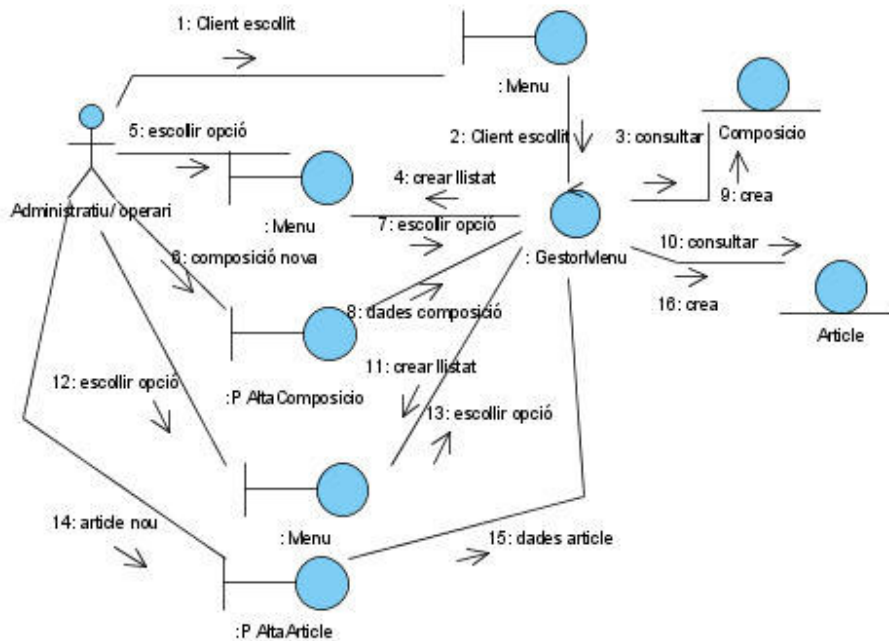 1: Client escollit
: Menu
2: Client escollit
3: consultar
Composicio
5: escollir opció
4: crear llistat
9: crea
Administratiu/ operari
: Menu
7: escollir opció
10: consultar
6: composició nova
: GestorMenu
16: crea
8: dades composició
Article
11: crear llistat
12: escollir opció
:P AltaComposicio
13: escollir opció
14: article nou
: Menu
15: dades article
:P AltaArticle